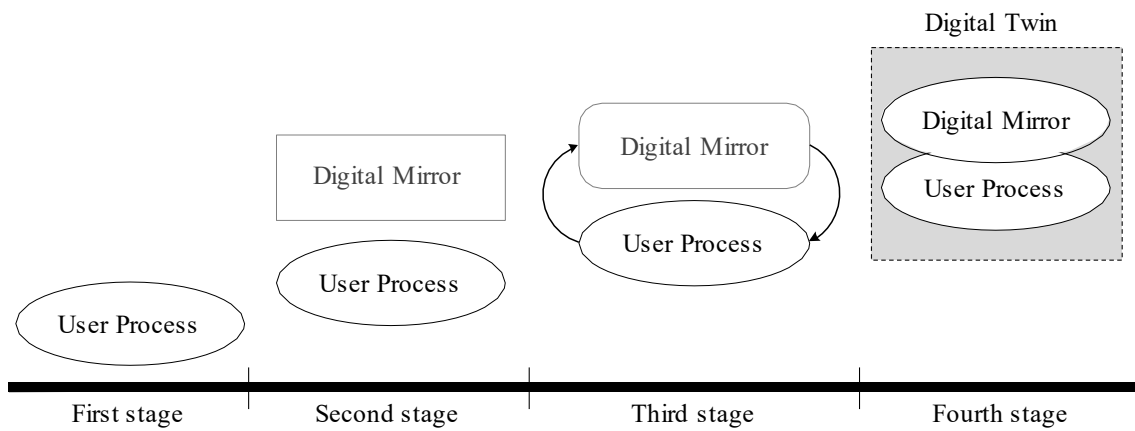 Digital Twin
Digital Mirror
User Process
Digital Mirror
User Process
Digital Mirror
User Process
User Process
First stage
Second stage
Third stage
Fourth stage